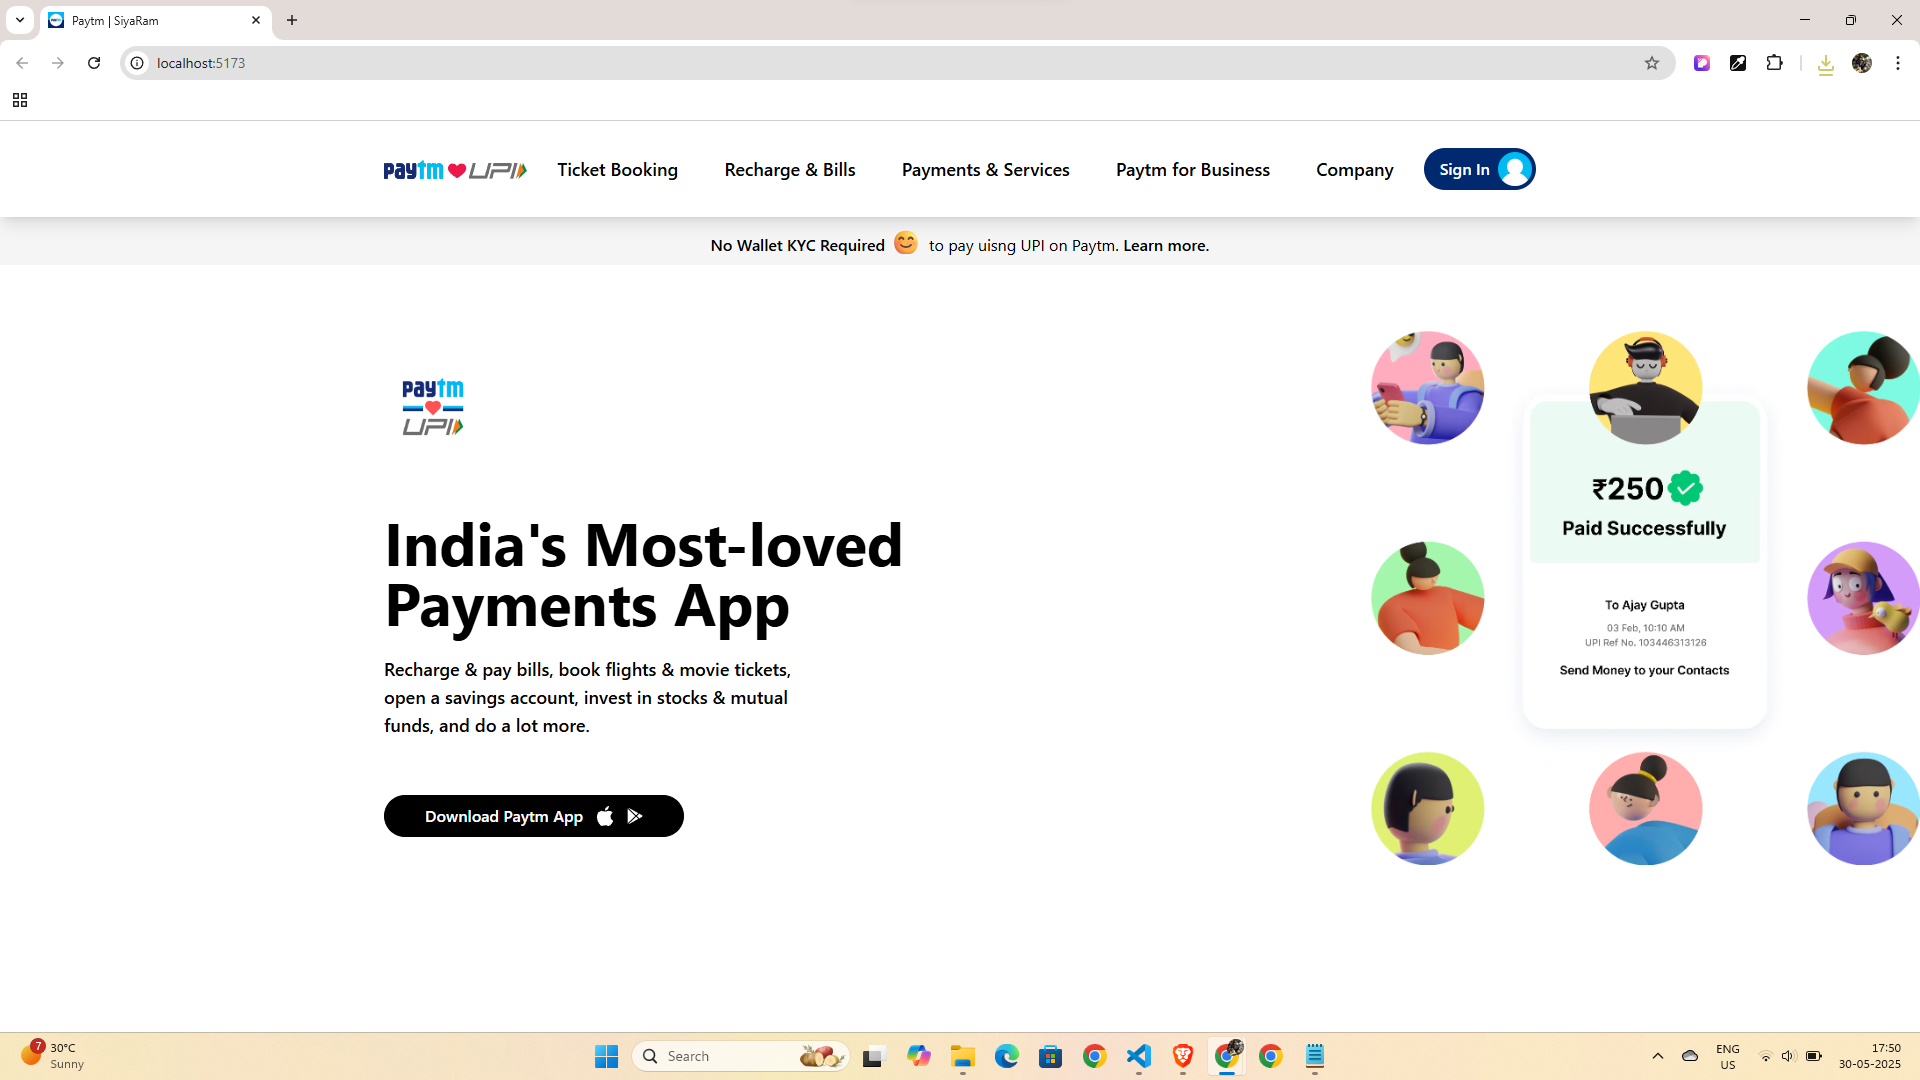 Paytm | SiyaRam
localhost:5173
paytm UPI
Ticket Booking
Recharge & Bills
Payments & Services
Paytm for Business
Company
Sign In
No Wallet KYC Required to pay uisng UPI on Paytm. Learn more.
paytm
UPI
India's Most-loved
Payments App
Recharge & pay bills, book flights & movie tickets,
open a savings account, invest in stocks & mutual
funds, and do a lot more.
Download Paytm App
₹250
Paid Successfully
To Ajay Gupta
03 Feb, 10:10 AM
UPI Ref No. 103446313126
Send Money to your Contacts
7
30°C
Sunny
Search
ENG
US
17:50
30-05-2025